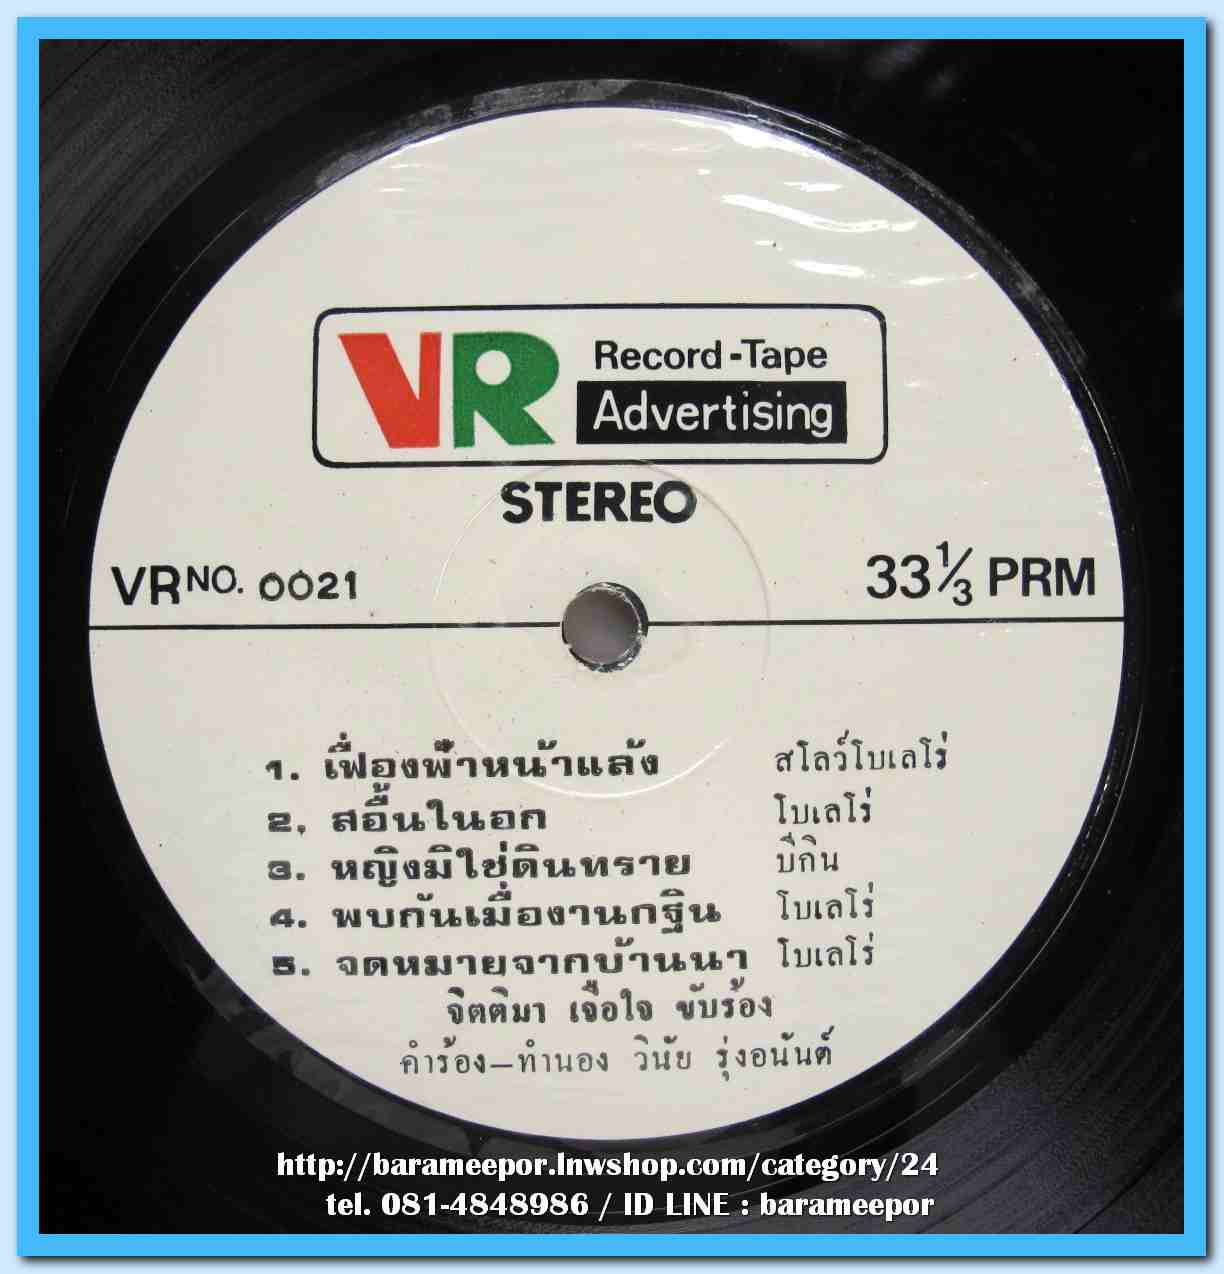 VR Record-Tape
Advertising
STEREO
VR NO. 0021
33 1/3 PRM
1. เฟื่องฟ้าหน้าแล้ง สโลว์โบเลโร่
2. สอื้นในอก โบเลโร่
3. หญิงมิใช่ดินทราย บีกิน
4. พบกันเมื่องานกฐิน โบเลโร่
5. จดหมายจากบ้านนา โบเลโร่
จิตติมา เจือใจ ขับร้อง
คำร้อง—ทำนอง วินัย รุ่งอนันต์
http://barameepor.lnwshop.com/category/24
tel. 081-4848986 / ID LINE : barameepor